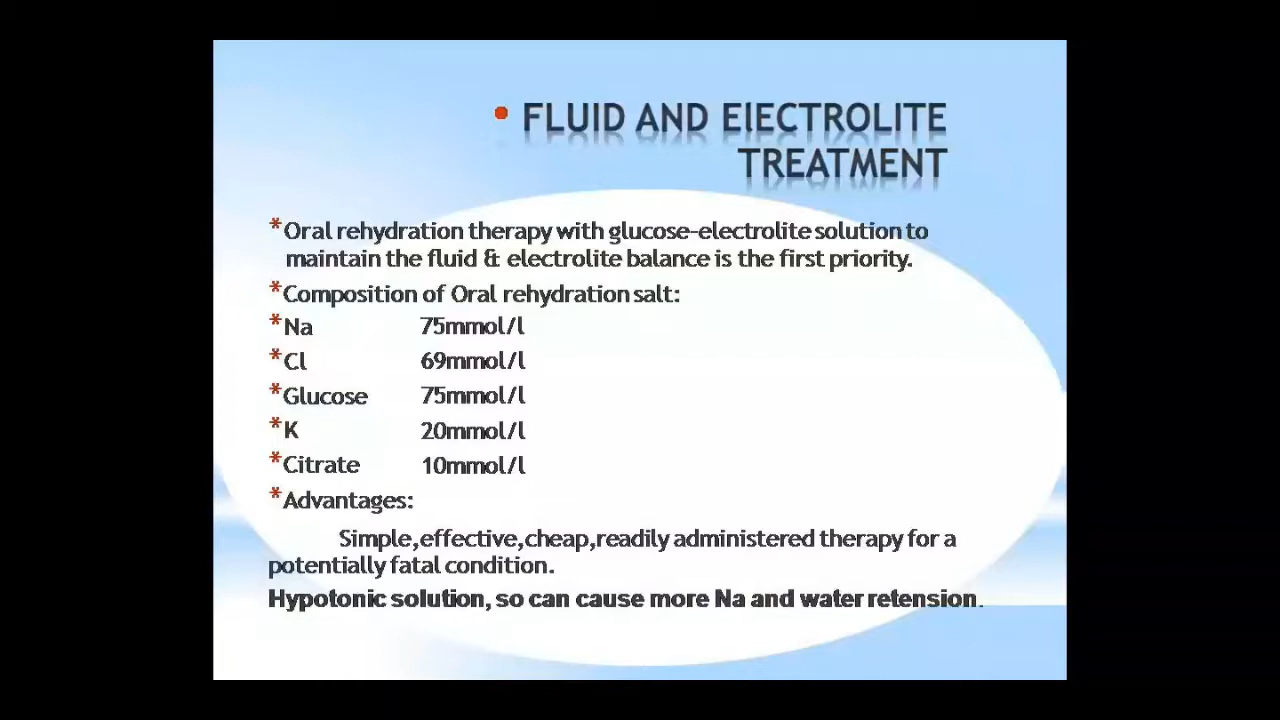 • FLUID AND ElECTROLITE
TREATMENT
*Oral rehydration therapy with glucose-electrolite solution to
maintain the fluid & electrolite balance is the first priority.
*Composition of Oral rehydration salt:
*Na 75mmol/l
*Cl 69mmol/l
*Glucose 75mmol/l
*K 20mmol/l
*Citrate 10mmol/l
*Advantages:
Simple,effective,cheap,readily administered therapy for a
potentially fatal condition.
Hypotonic solution, so can cause more Na and water retension.